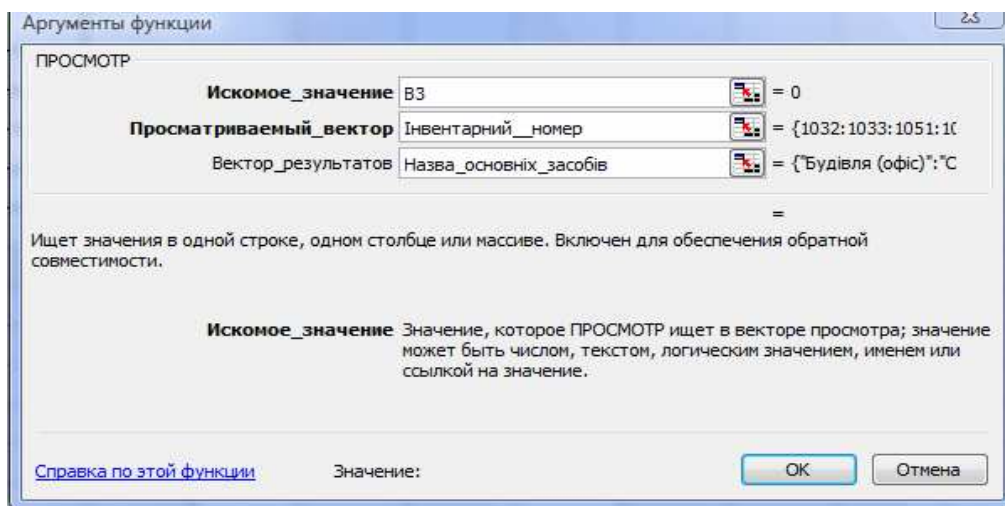 Аргументы функции
ПРОСМОТР
Искомое_значение B3 = 0
Просматриваемый_вектор Інвентарний__номер = {1032:1033:1051:1(
Вектор_результатов Назва_основніх_засобів = {"Будівля (офіс)":"С
=
Ищет значения в одной строке, одном столбце или массиве. Включен для обеспечения обратной
совместимости.
Искомое_значение Значение, которое ПРОСМОТР ищет в векторе просмотра; значение
может быть числом, текстом, логическим значением, именем или
ссылкой на значение.
Справка по этой функции Значение: ОК Отмена